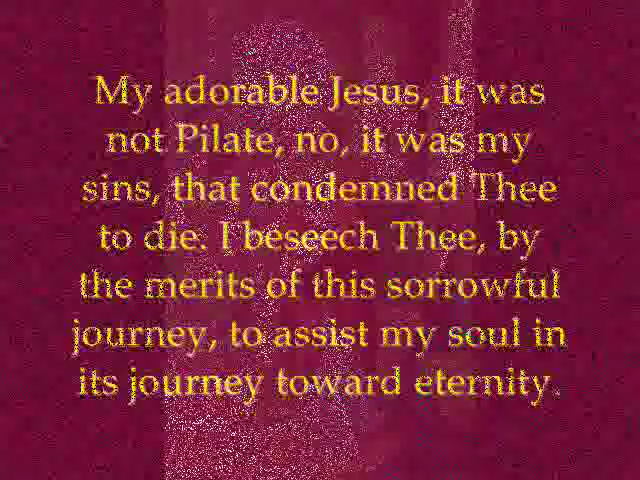 My adorable Jesus, it was
not Pilate, no, it was my
sins, that condemned Thee
to die. I beseech Thee, by
the merits of this sorrowful
journey, to assist my soul in
its journey toward eternity.